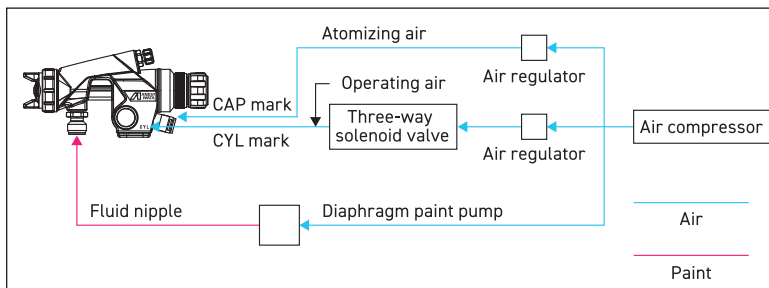 Atomizing air
Air regulator
Operating air
CAP mark
Three-way
solenoid valve
Air compressor
CYL mark
Air regulator
Fluid nipple
Diaphragm paint pump
Air
Paint
CYL